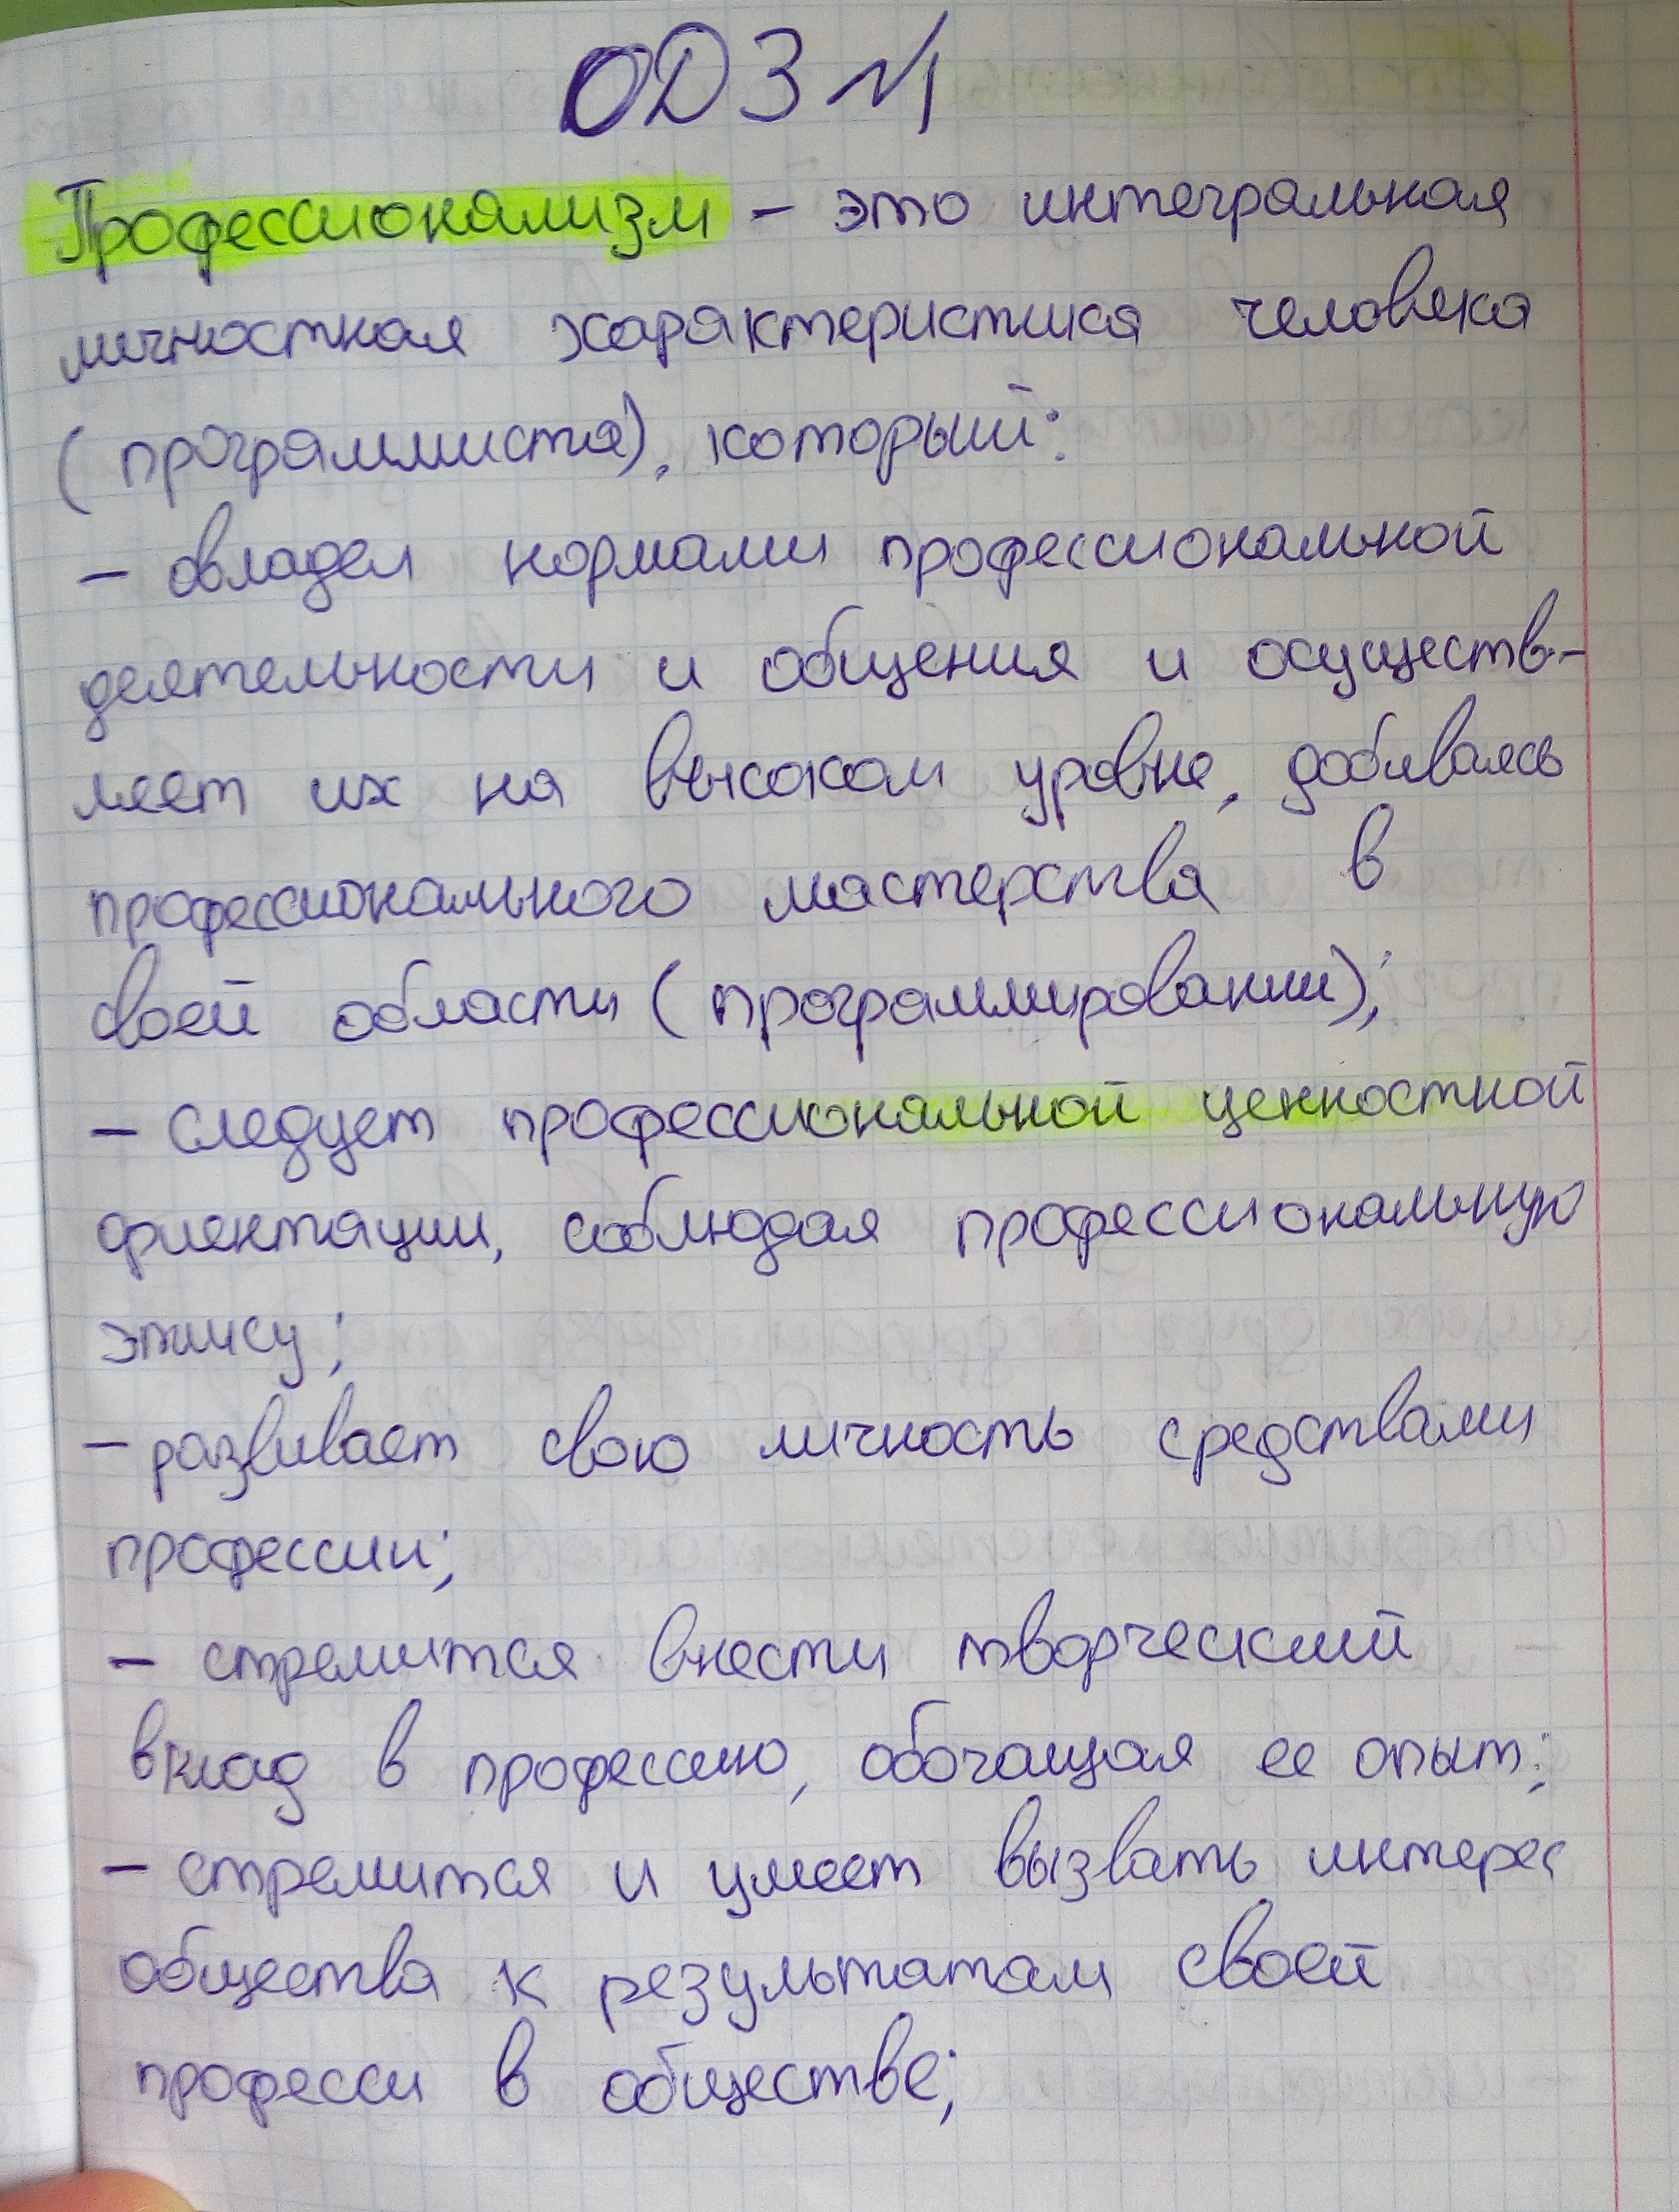 ОДЗ №1
Профессионализм - это интегральная
личностная характеристика человека
(программиста), который:
- овладел нормами профессиональной
деятельности и общения и осуществ-
ляет их на высоком уровне, добиваясь
профессионального мастерства в
своей области (программировании);
- следует профессиональной ценностной
ориентации, соблюдая профессиональную
этику;
- развивает свою личность средствами
профессии;
- стремится внести творческий
вклад в профессию, обогащая ее опыт;
- стремится и умеет вызвать интерес
общества к результатам своей
професси в обществе;